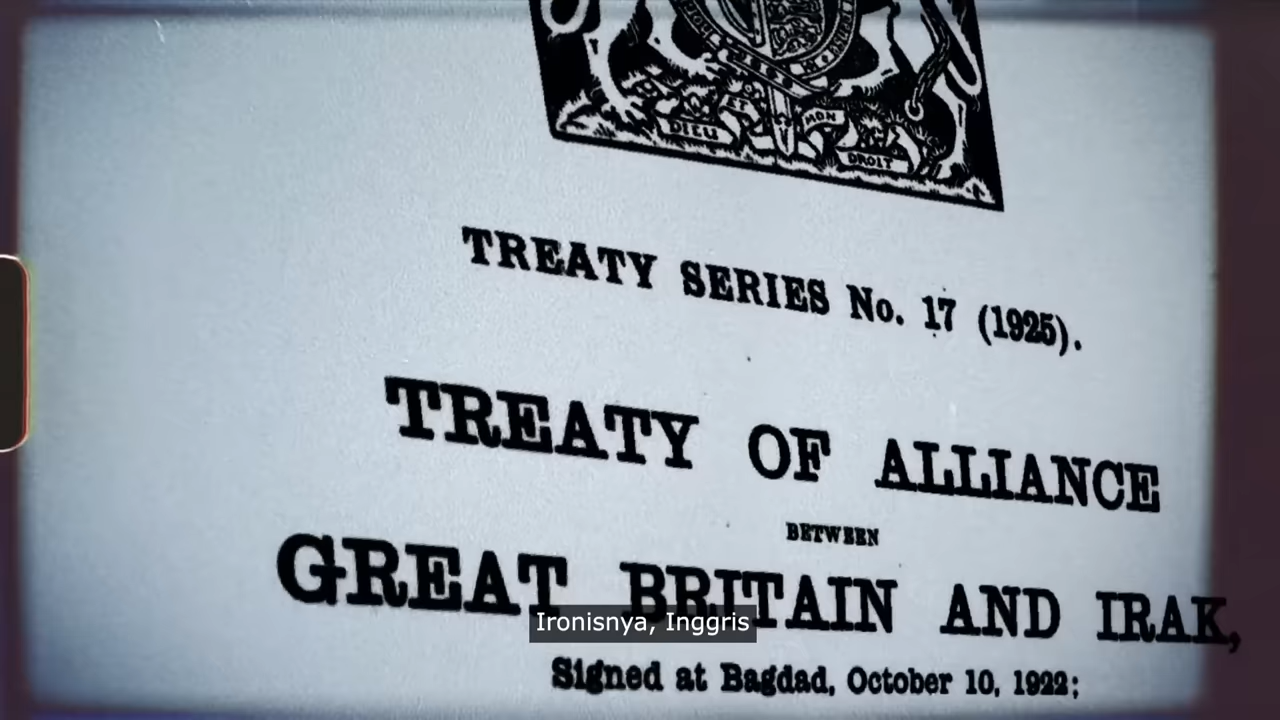 DIEU ET MON DROIT
TREATY SERIES No. 17 (1925).
TREATY OF ALLIANCE
BETWEEN
GREAT BRITAIN AND IRAK,
Ironisnya, Inggris
Signed at Bagdad, October 10, 1922;